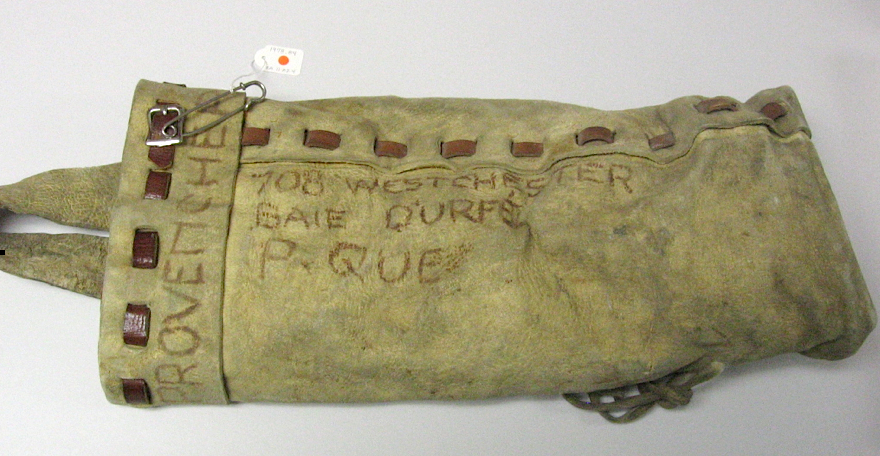 PROVENCHER
708 WESTCHESTER
BAIE D'URFÉ
P. QUE